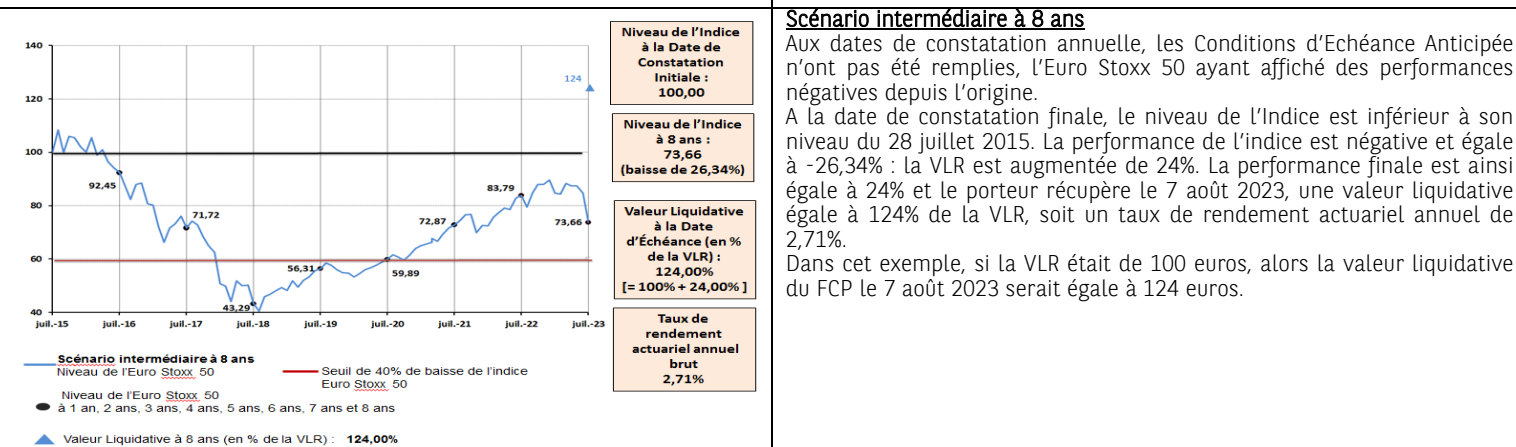 140
120
100
80
60
40
124
92,45
71,72
43,29
56,31
59,89
72,87
83,79
73,66
juil.-15 juil.-16 juil.-17 juil.-18 juil.-19 juil.-20 juil.-21 juil.-22 juil.-23
Scénario intermédiaire à 8 ans
Niveau de l'Euro Stoxx 50
Seuil de 40% de baisse de l'indice
Euro Stoxx 50
Niveau de l'Euro Stoxx 50
à 1 an, 2 ans, 3 ans, 4 ans, 5 ans, 6 ans, 7 ans et 8 ans
Valeur Liquidative à 8 ans (en % de la VLR) : 124,00%
Niveau de l'Indice
à la Date de
Constatation
Initiale :
100,00
Niveau de l'Indice
à 8 ans :
73,66
(baisse de 26,34%)
Valeur Liquidative
à la Date
d'Échéance (en %
de la VLR) :
124,00%
[= 100% + 24,00% ]
Taux de
rendement
actuariel annuel
brut
2,71%
Scénario intermédiaire à 8 ans
Aux dates de constatation annuelle, les Conditions d'Echéance Anticipée
n'ont pas été remplies, l'Euro Stoxx 50 ayant affiché des performances
négatives depuis l'origine.
A la date de constatation finale, le niveau de l'Indice est inférieur à son
niveau du 28 juillet 2015. La performance de l'indice est négative et égale
à -26,34% : la VLR est augmentée de 24%. La performance finale est ainsi
égale à 24% et le porteur récupère le 7 août 2023, une valeur liquidative
égale à 124% de la VLR, soit un taux de rendement actuariel annuel de
2,71%.
Dans cet exemple, si la VLR était de 100 euros, alors la valeur liquidative
du FCP le 7 août 2023 serait égale à 124 euros.